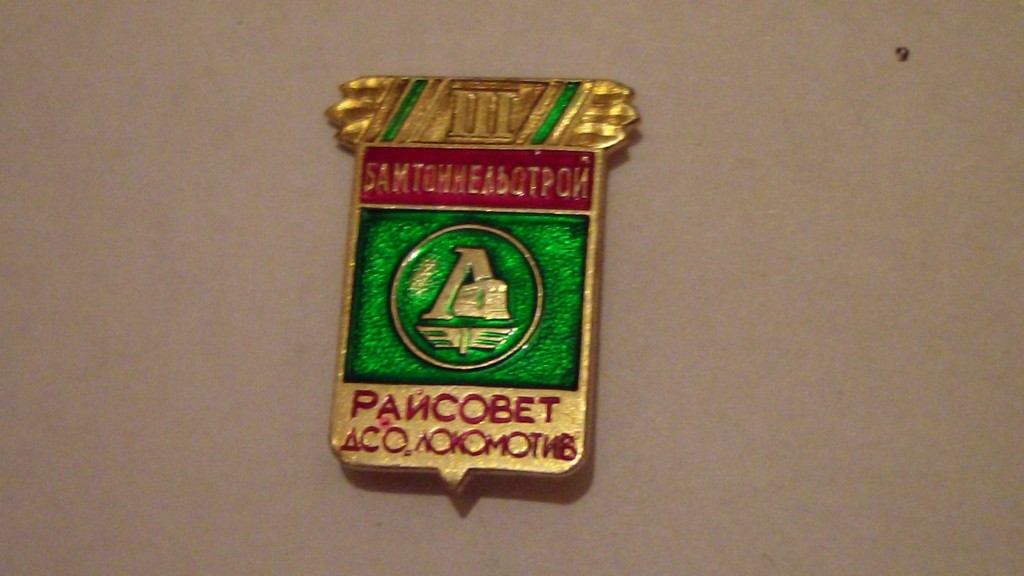 III
БАМТОННЕЛЬСТРОЙ
Л
РАЙСОВЕТ
ДСО ЛОКОМОТИВ